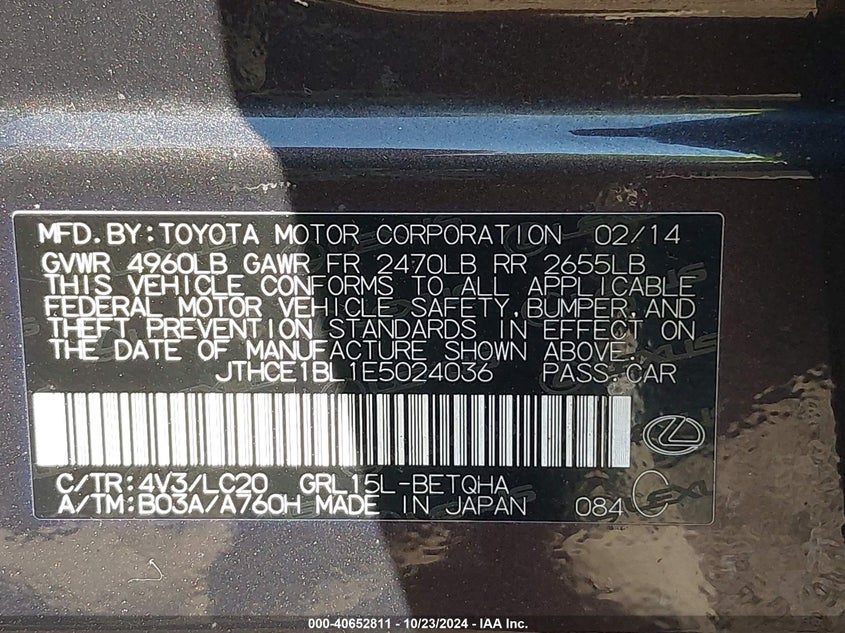 MFD.BY:TOYOTA MOTOR CORPORATION 02/14
GVWR 4960LB GAWR FR 2470LB RR 2655LB
THIS VEHICLE CONFORMS TO ALL APPLICABLE
FEDERAL MOTOR VEHICLE SAFETY,BUMPER,AND
THEFT PREVENTION STANDARDS IN EFFECT ON
THE DATE OF MANUFACTURE SHOWN ABOVE.
JTHCE1BL1E5024036 PASS.CAR
C/TR:4V3/LC20 GRL15L-BETQHA
A/TM:B03A/A760H MADE IN JAPAN 084 C
000-40652811 - 10/23/2024 - IAA Inc.